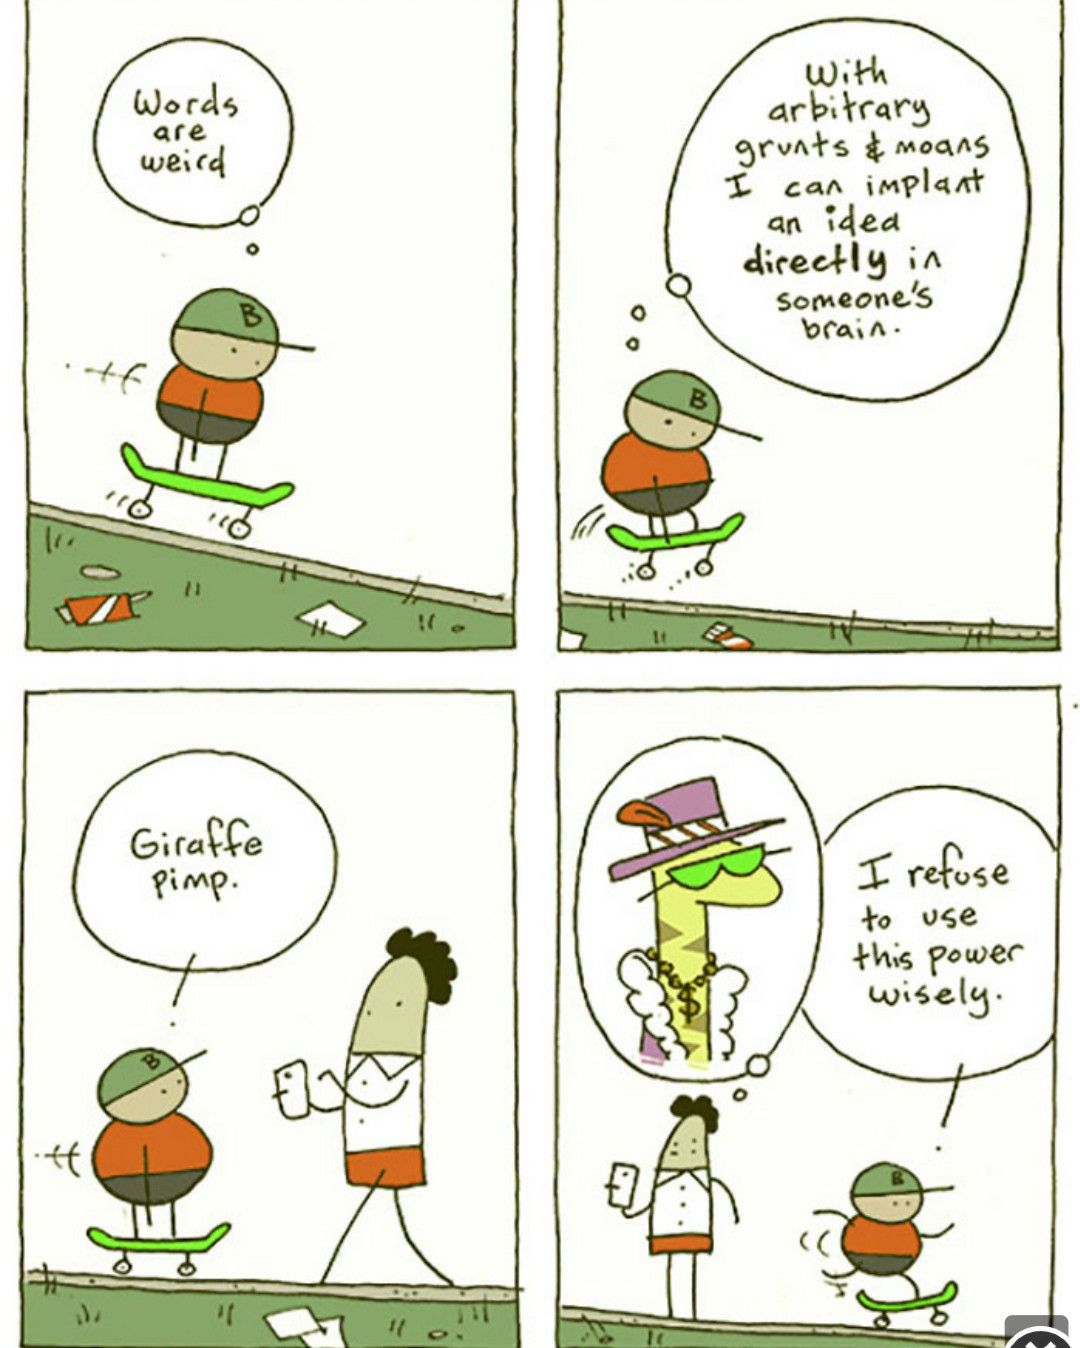 Words
are
weird
B
With
arbitrary
grunts & moans
I can implant
an idea
directly in
someone's
brain.
B
Giraffe
pimp.
B
$
I refuse
to use
this power
wisely.
B